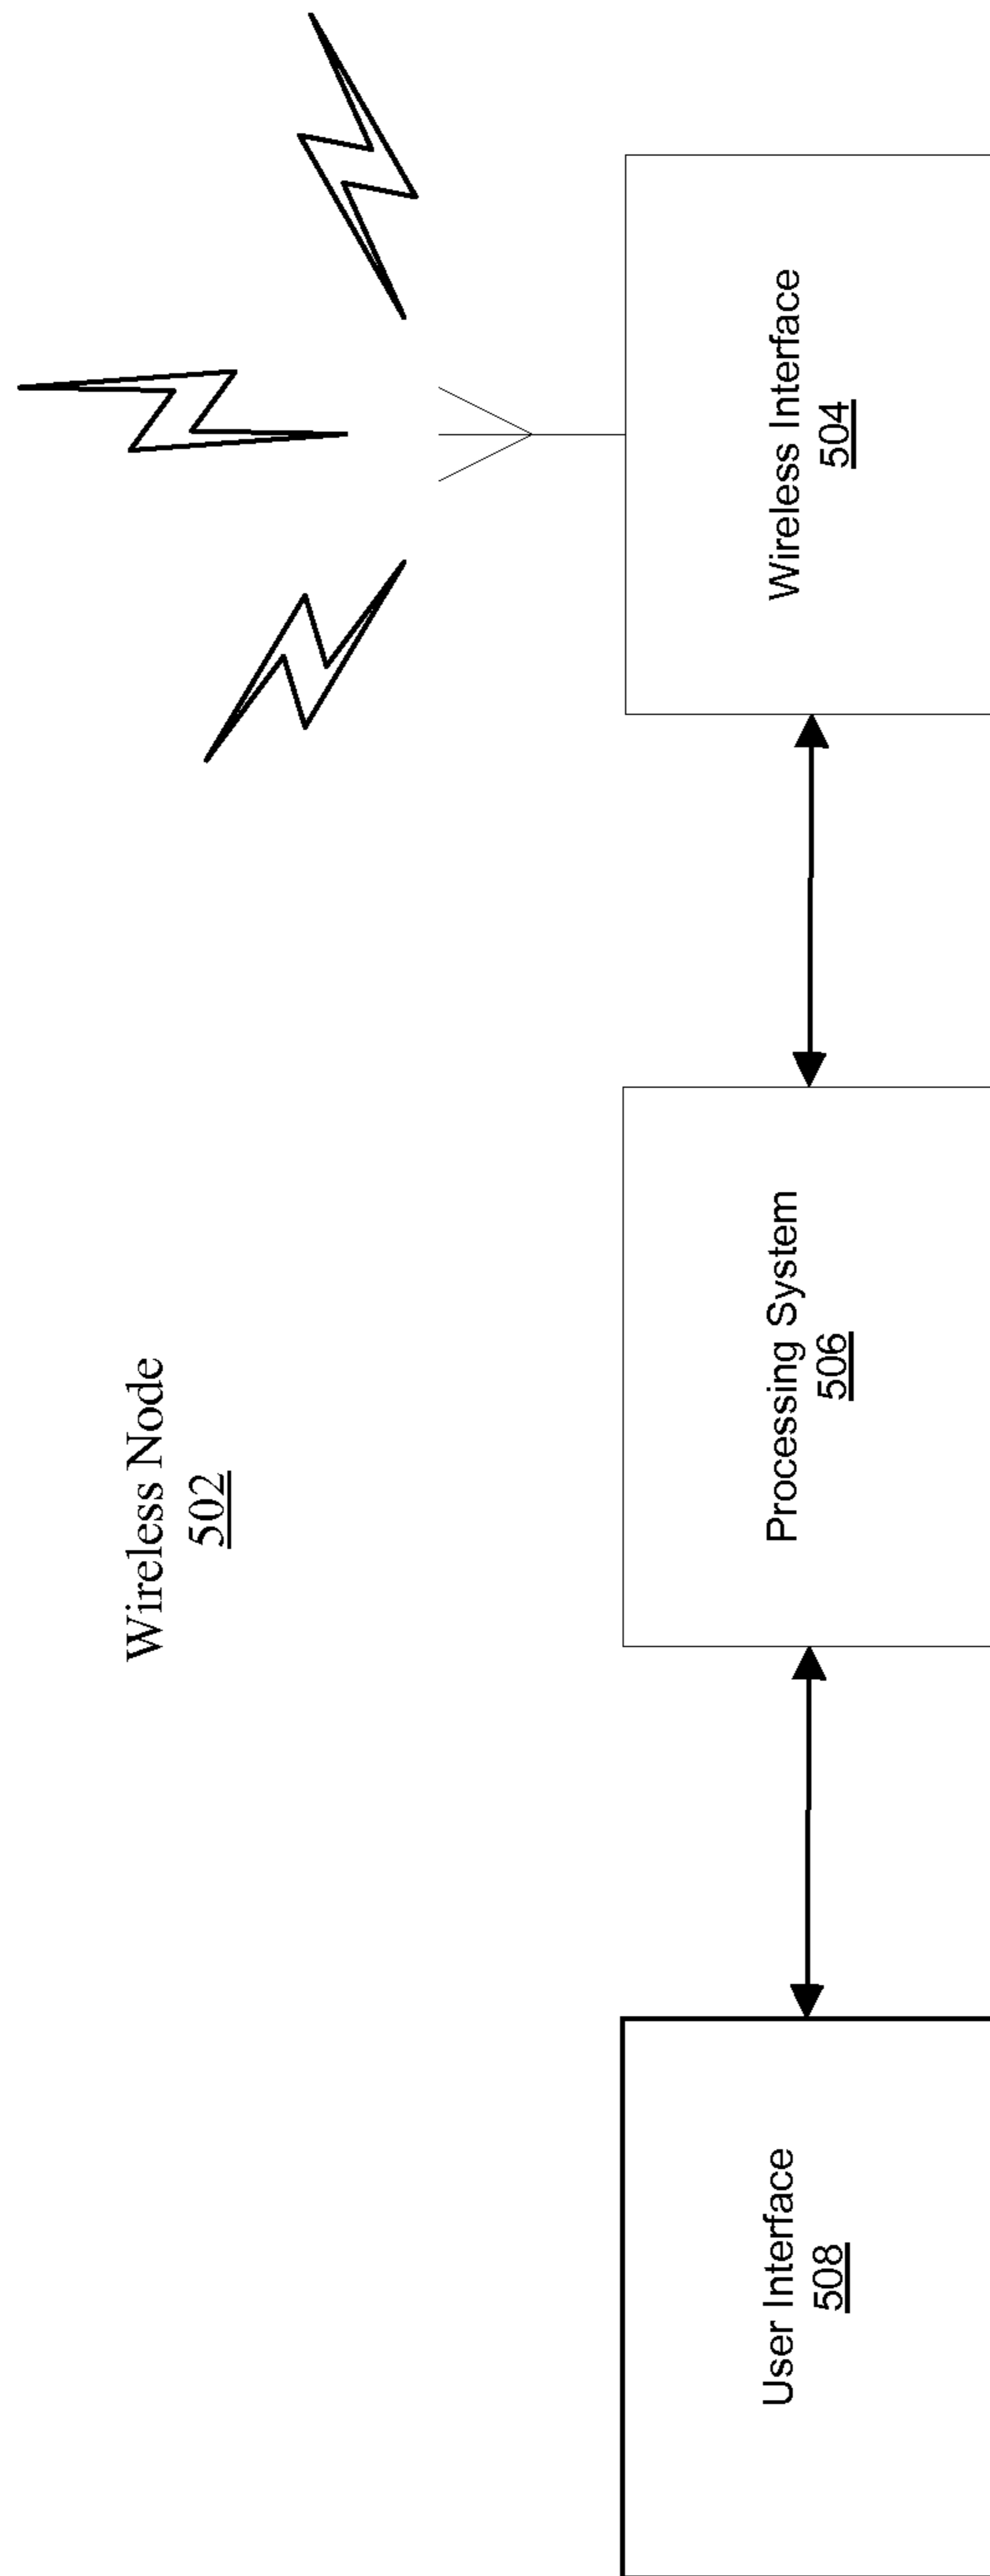 Wireless Node
502
User Interface
508
Processing System
506
Wireless Interface
504